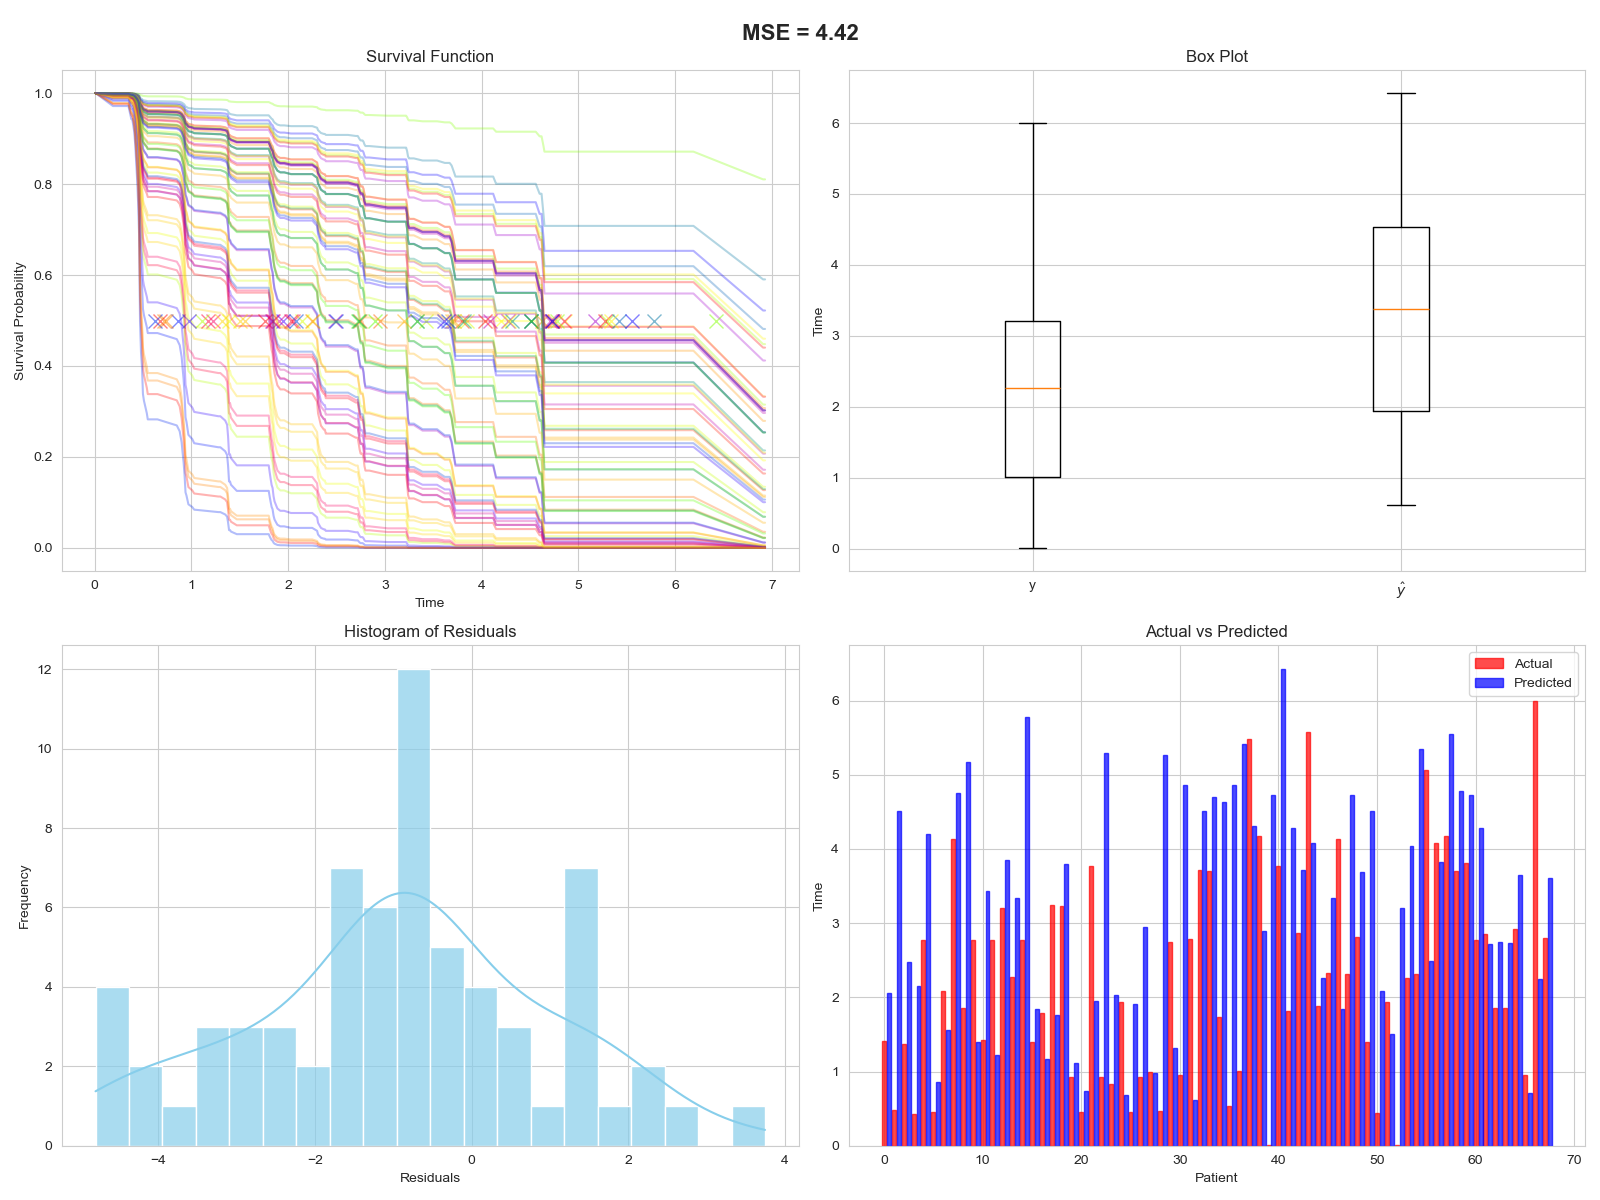 MSE = 4.42
Survival Function
Survival Probability
1.0
0.8
0.6
0.4
0.2
0.0
0 1 2 3 4 5 6 7
Time
Box Plot
Time
6
5
4
3
2
1
0
y ŷ
Histogram of Residuals
Frequency
12
10
8
6
4
2
0
−4 −2 0 2 4
Residuals
Actual vs Predicted
Actual
Predicted
Time
6
5
4
3
2
1
0
0 10 20 30 40 50 60 70
Patient